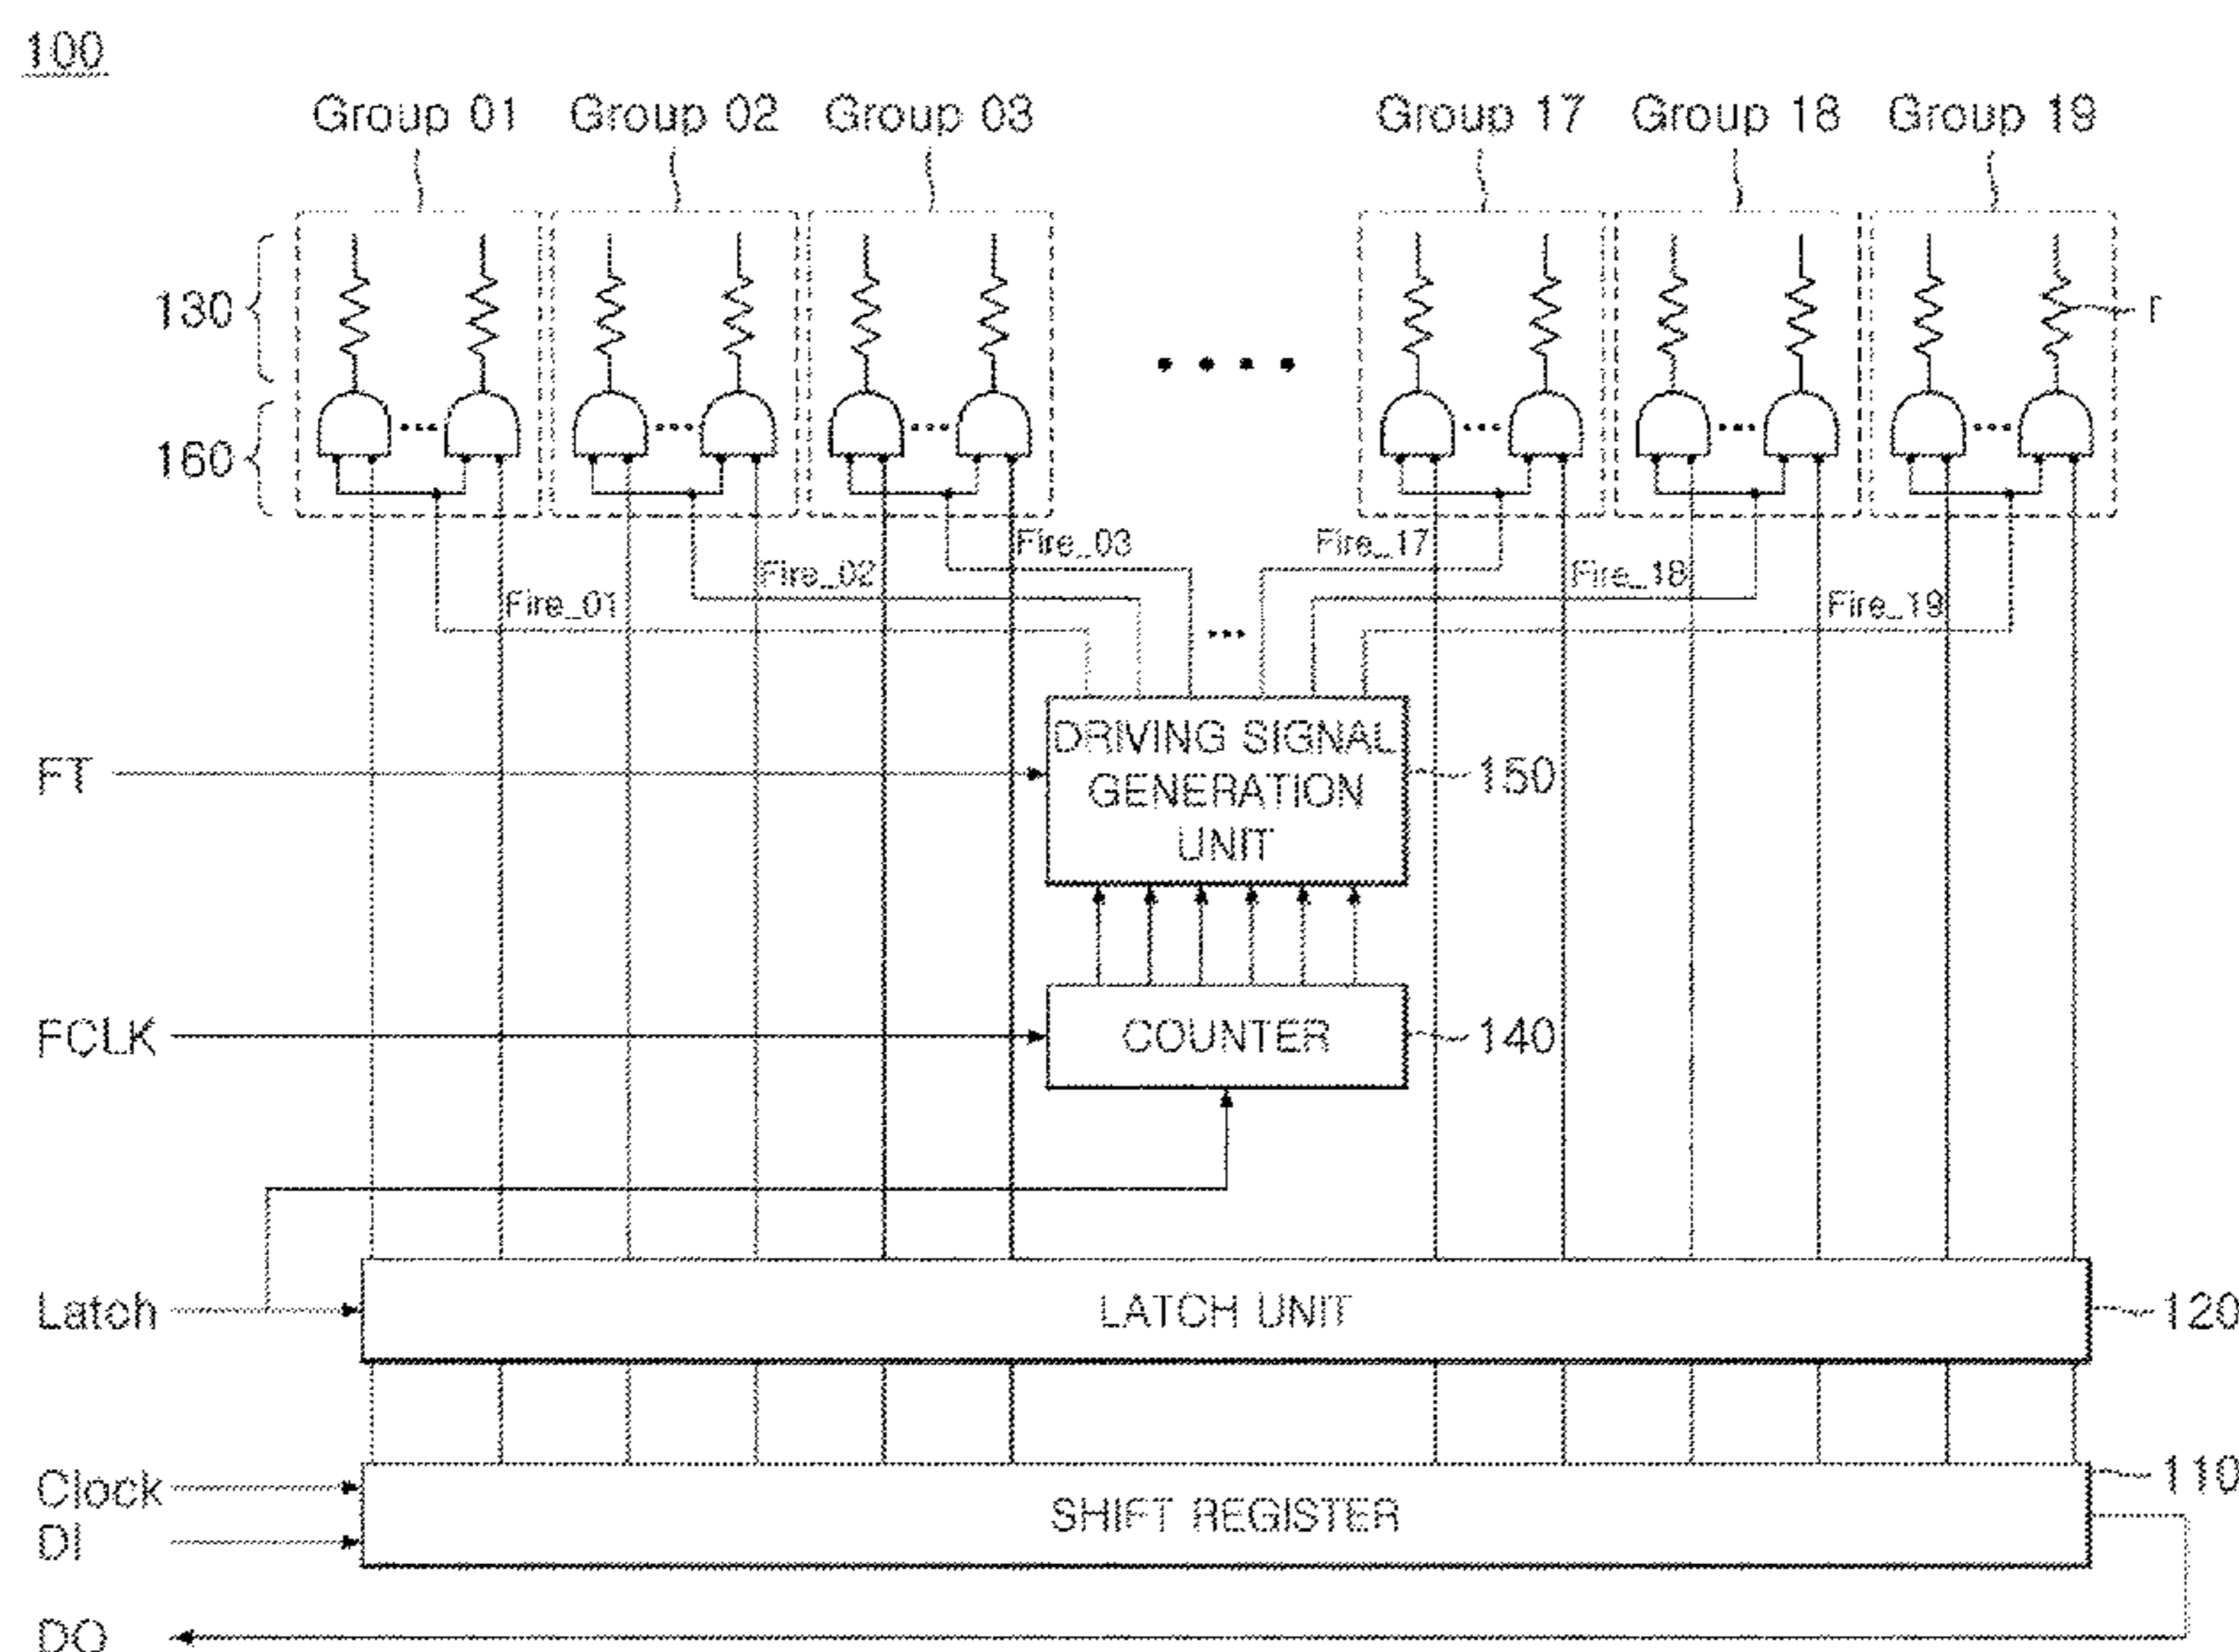 100
Group 01 Group 02 Group 03 Group 17 Group 18 Group 19
130
r
160
Fire_03 Fire_17
Fire_02 Fire_18
Fire_01 Fire_19
FT
DRIVING SIGNAL
GENERATION
UNIT
150
FCLK
COUNTER
140
Latch
LATCH UNIT
120
Clock
110
SHIFT REGISTER
DI
DO